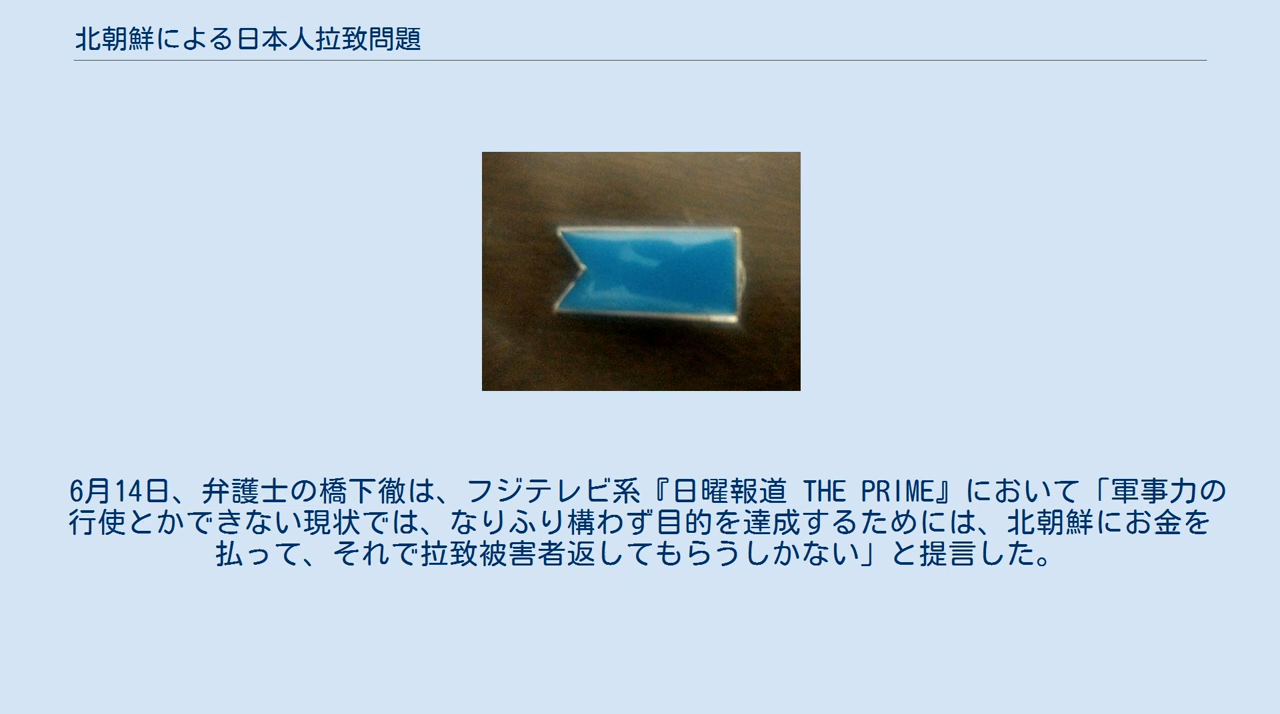 北朝鮮による日本人拉致問題
6月14日、弁護士の橋下徹は、フジテレビ系『日曜報道 THE PRIME』において「軍事力の
行使とかできない現状では、なりふり構わず目的を達成するためには、北朝鮮にお金を
払って、それで拉致被害者返してもらうしかない」と提言した。